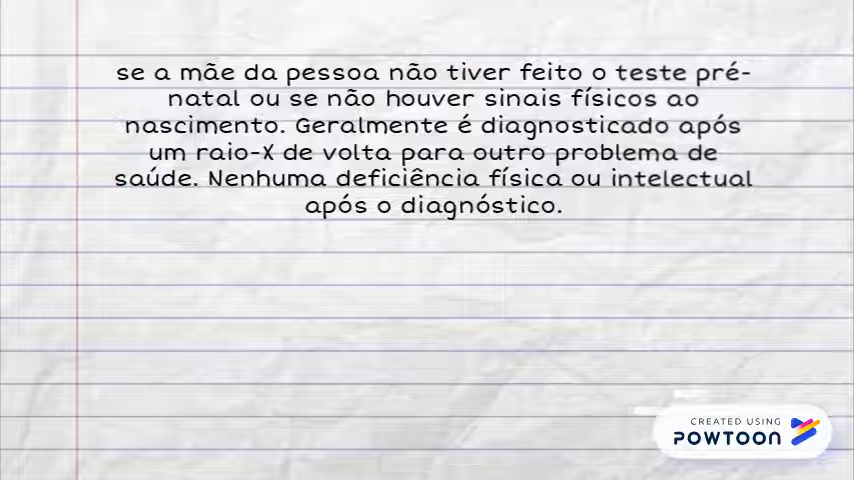 se a mãe da pessoa não tiver feito o teste pré-
natal ou se não houver sinais físicos ao
nascimento. Geralmente é diagnosticado após
um raio-X de volta para outro problema de
saúde. Nenhuma deficiência física ou intelectual
após o diagnóstico.
CREATED USING
POWTOON